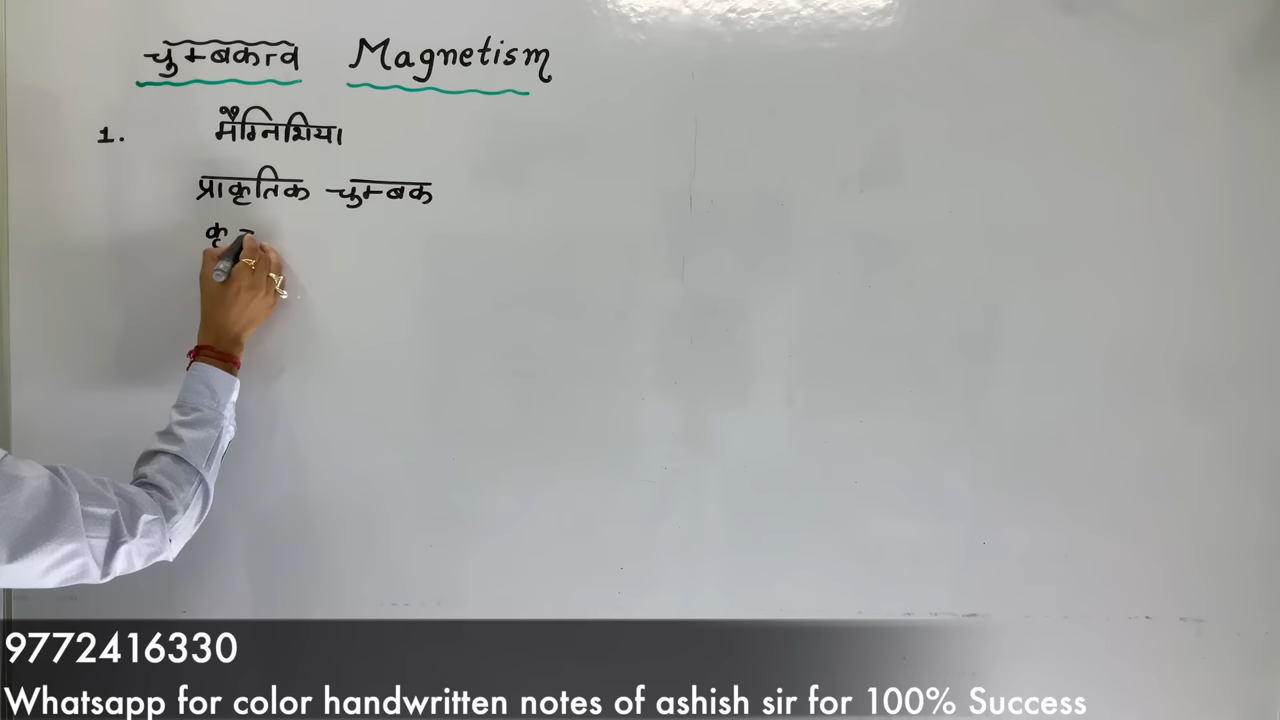 चुम्बकत्व Magnetism
1. मैग्निशिया
प्राकृतिक चुम्बक
कृ
9772416330
Whatsapp for color handwritten notes of ashish sir for 100% Success